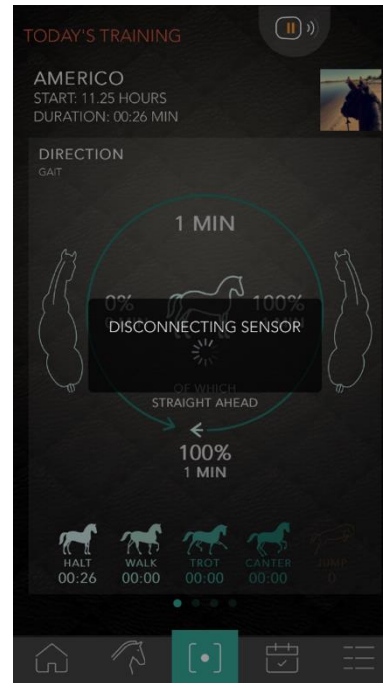 TODAY'S TRAINING
AMERICO
START: 11.25 HOURS
DURATION: 00:26 MIN
DIRECTION
GAIT
1 MIN
0% 100%
DISCONNECTING SENSOR
OF WHICH
STRAIGHT AHEAD
100%
1 MIN
HALT WALK TROT CANTER JUMP
00:26 00:00 00:00 00:00 0